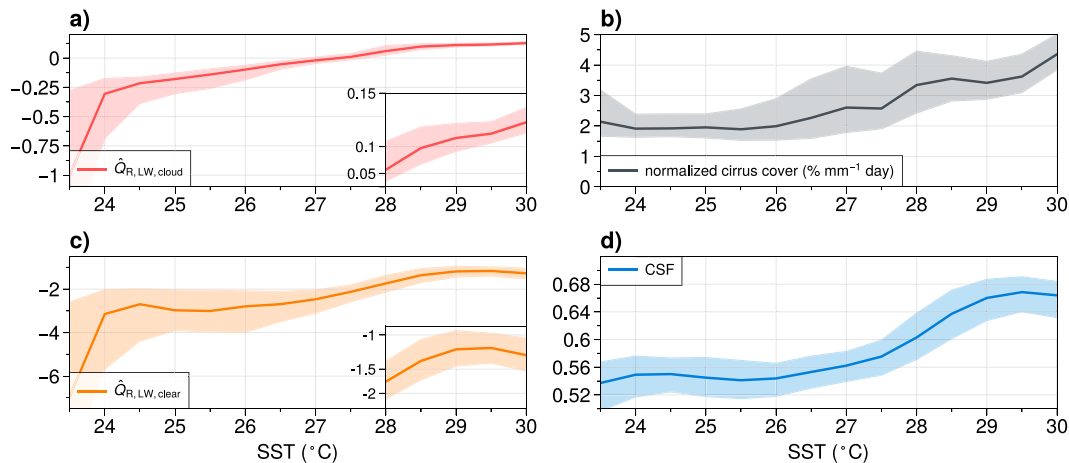 a)
0
−0.25
−0.5
−0.75
−1
0.15
0.1
0.05
Q̂R, LW, cloud
24 25 26 27 28 29 30
b)
5
4
3
2
1
0
normalized cirrus cover (% mm⁻¹ day)
24 25 26 27 28 29 30
c)
−2
−4
−6
-1
-1.5
-2
Q̂R, LW, clear
24 25 26 27 28 29 30
SST (°C)
d)
CSF
0.68
0.64
0.6
0.56
0.52
24 25 26 27 28 29 30
SST (°C)